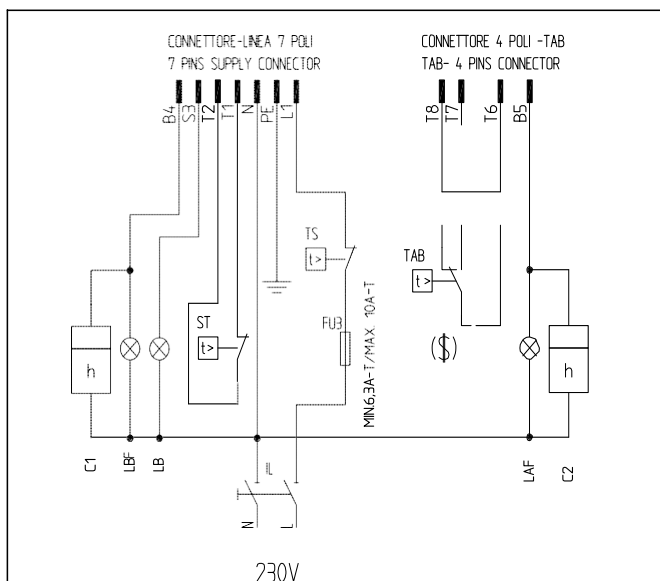 CONNETTORE-LINEA 7 POLI
7 PINS SUPPLY CONNECTOR
CONNETTORE 4 POLI -TAB
TAB- 4 PINS CONNECTOR
B4
S3
T2
T1
N
PE
L1
T8
T7
T6
B5
TS
t>
TAB
t>
ST
t>
FU3
MIN.6,3A-T/MAX. 10A-T
($)
h
h
C1
LBF
LB
IL
LAF
C2
N
L
230V